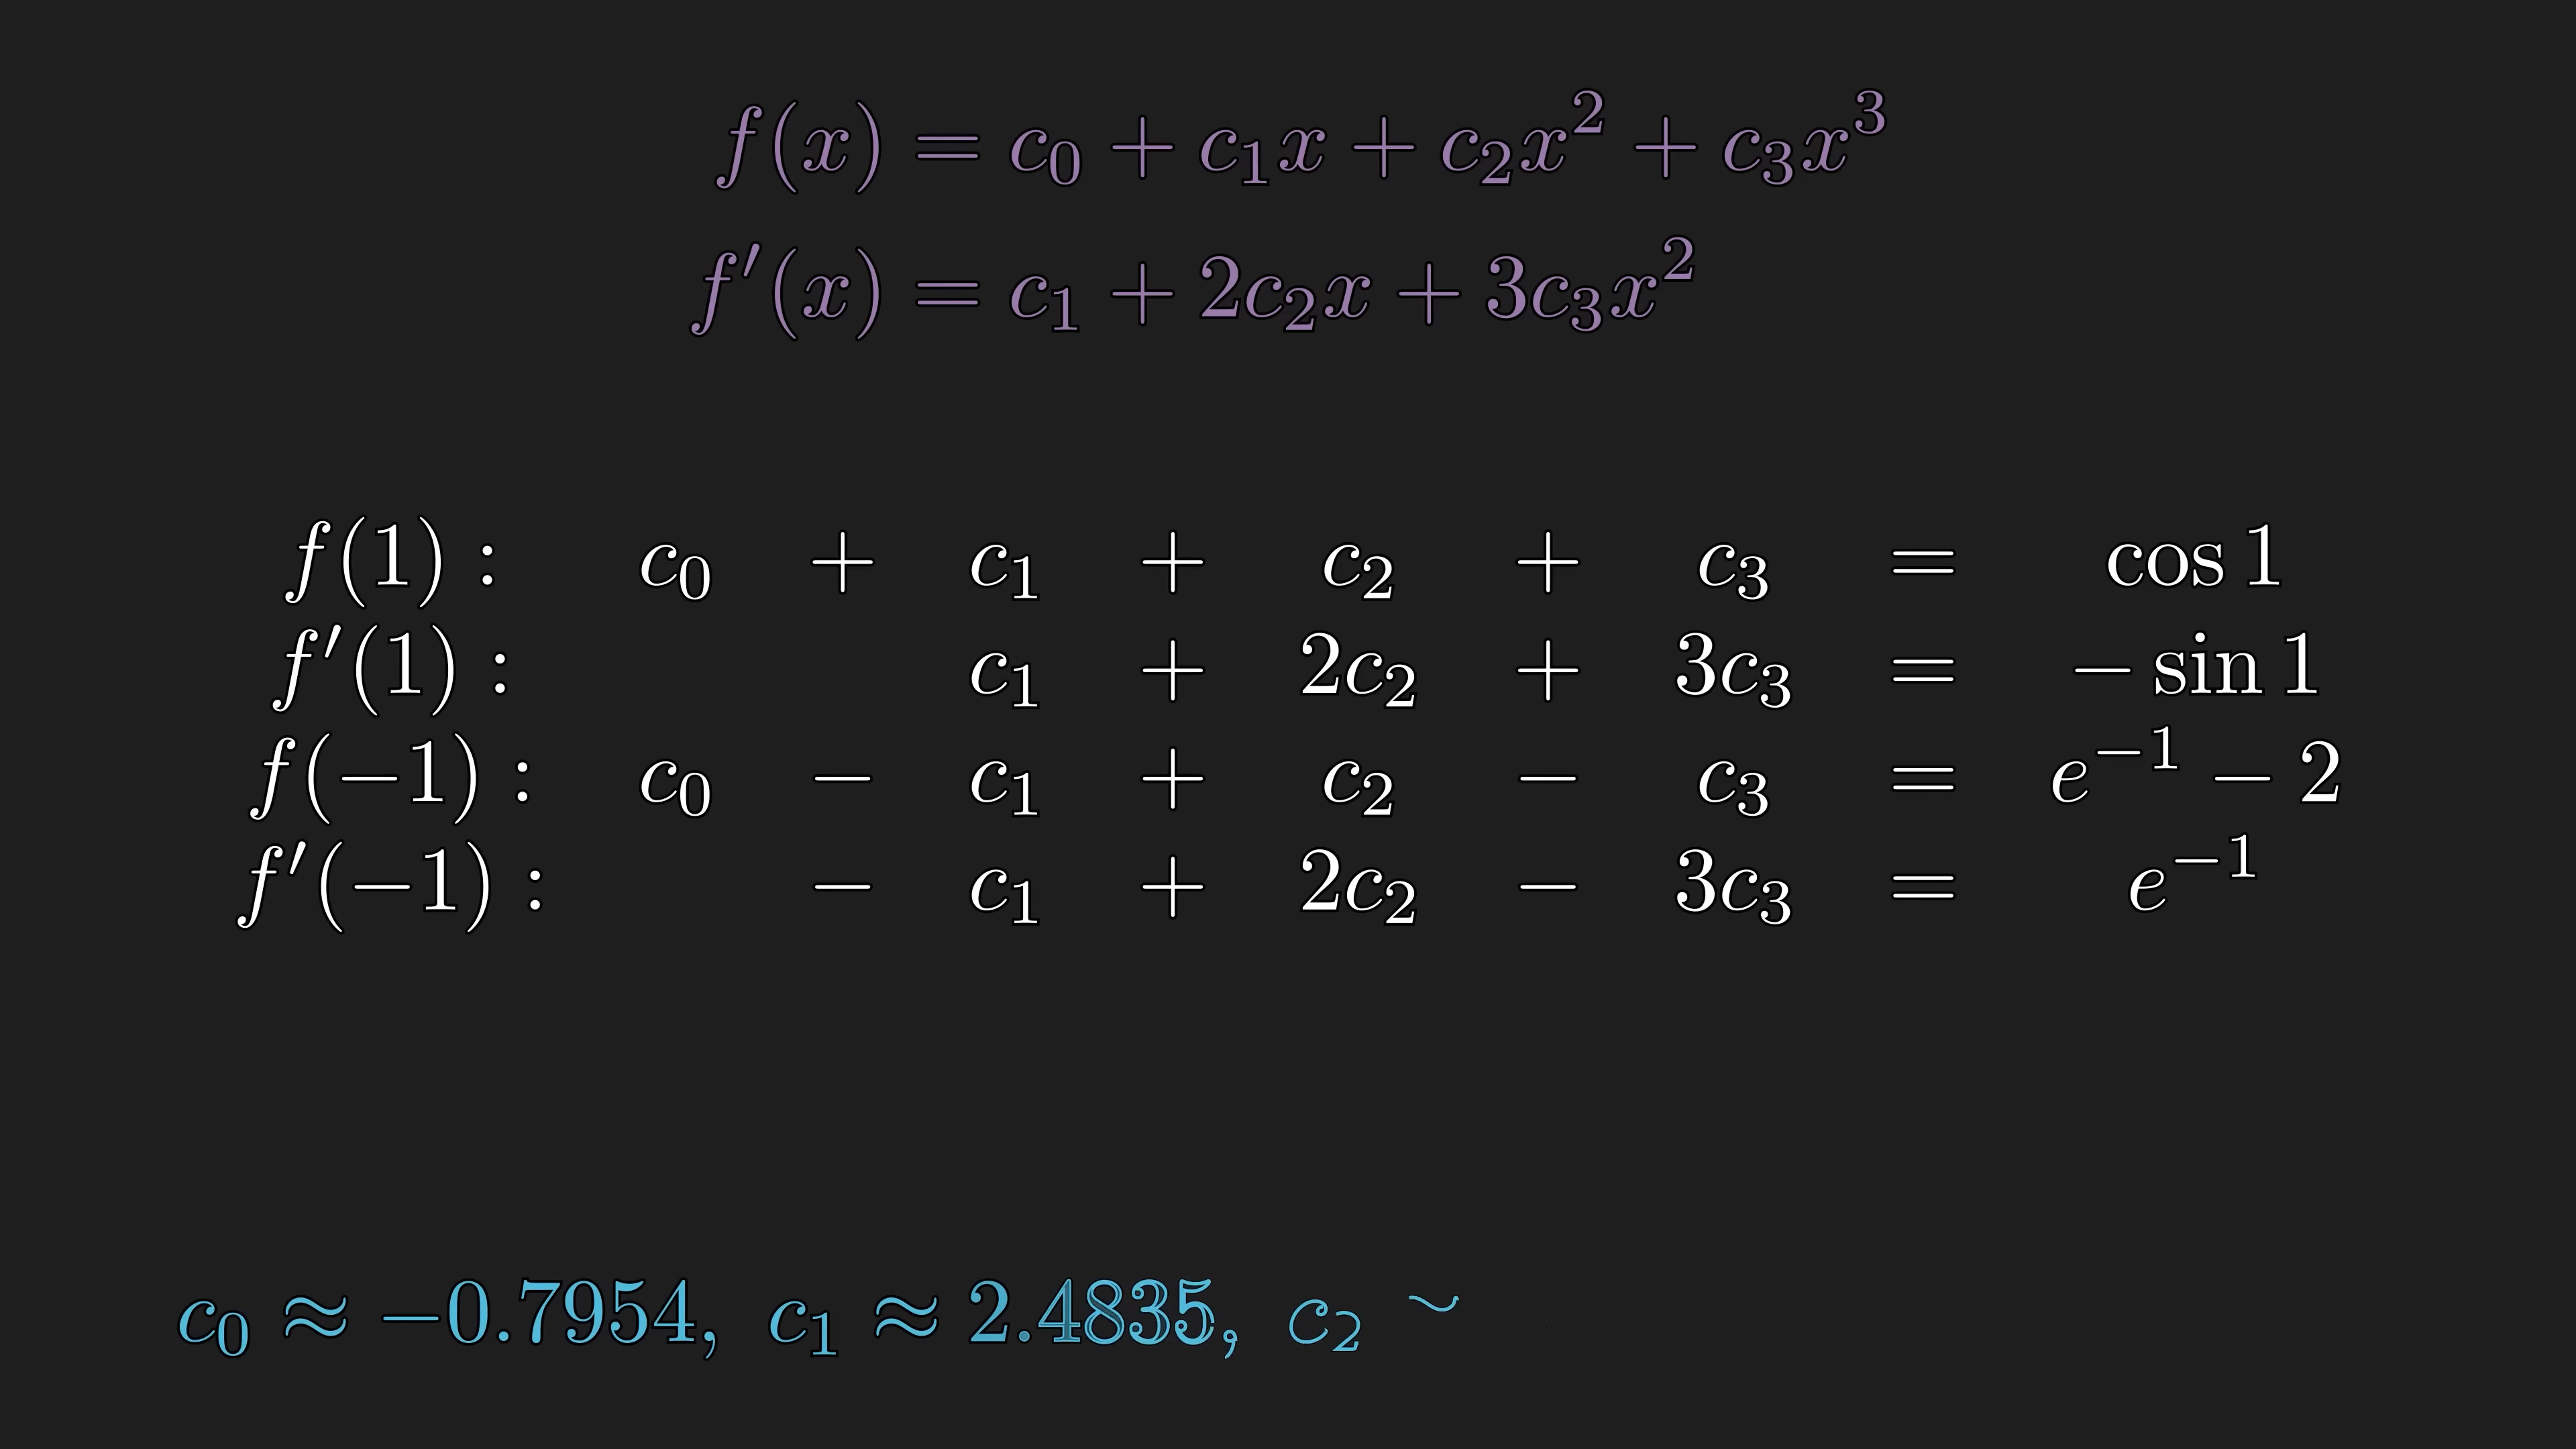 f(x) = c₀ + c₁x + c₂x² + c₃x³
f′(x) = c₁ + 2c₂x + 3c₃x²
f(1) : c₀ + c₁ + c₂ + c₃ = cos 1
f′(1) : c₁ + 2c₂ + 3c₃ = − sin 1
f(−1) : c₀ − c₁ + c₂ − c₃ = e⁻¹ − 2
f′(−1) : − c₁ + 2c₂ − 3c₃ = e⁻¹
c₀ ≈ −0.7954, c₁ ≈ 2.4835, c₂ ~